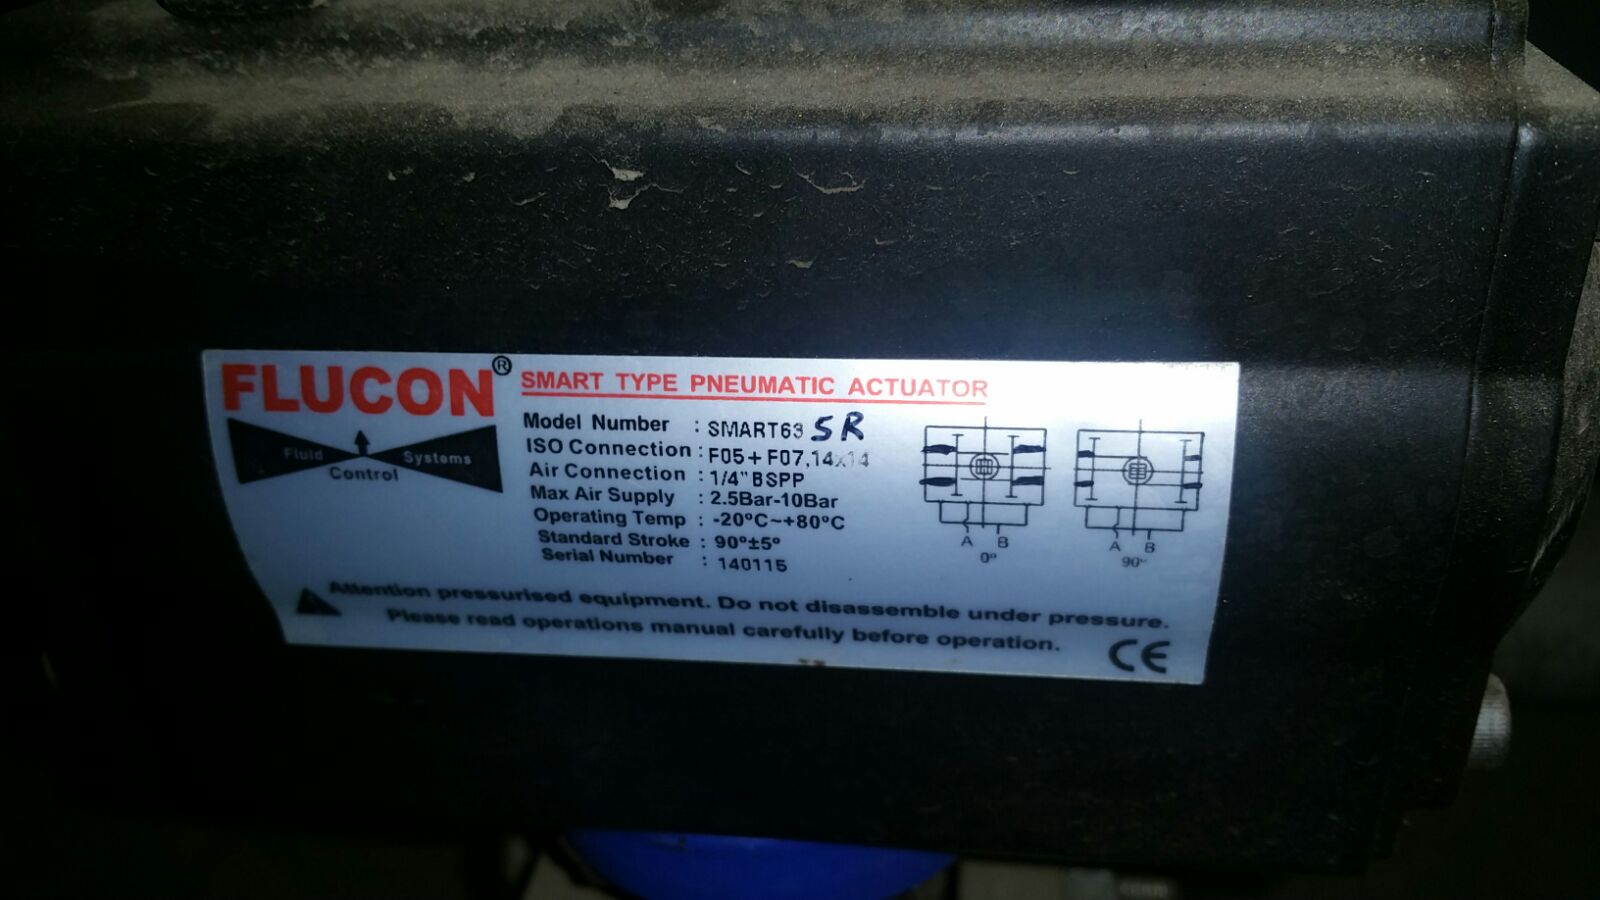 FLUCON®
Fluid Systems
Control
SMART TYPE PNEUMATIC ACTUATOR
Model Number : SMART63 SR
ISO Connection : F05+F07,14x14
Air Connection : 1/4" BSPP
Max Air Supply : 2.5Bar-10Bar
Operating Temp : -20°C~+80°C
Standard Stroke : 90°±5°
Serial Number : 140115
A B
0°
A B
90°
Attention pressurised equipment. Do not disassemble under pressure.
Please read operations manual carefully before operation.
CE